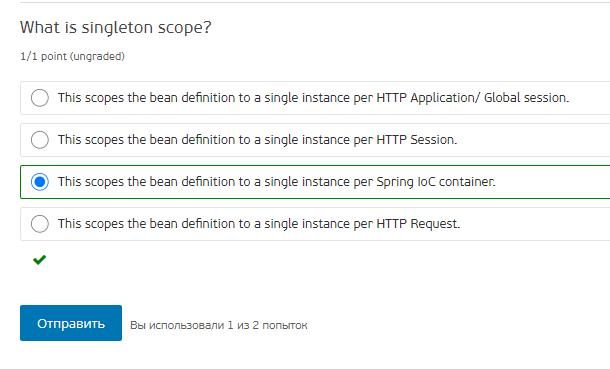 What is singleton scope?
1/1 point (ungraded)
This scopes the bean definition to a single instance per HTTP Application/ Global session.
This scopes the bean definition to a single instance per HTTP Session.
This scopes the bean definition to a single instance per Spring IoC container.
This scopes the bean definition to a single instance per HTTP Request.
Отправить Вы использовали 1 из 2 попыток